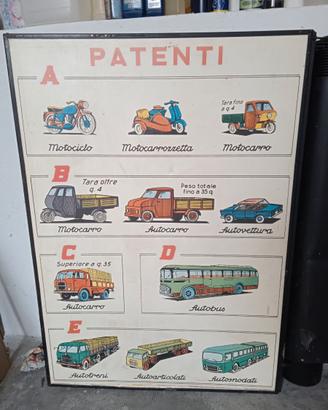 PATENTI
A
Tara fino
a q. 4
Motociclo
Motocarrozzetta
Motocarro
B
Tara oltre
q. 4
Peso totale
fino a 35 q
Motocarro
Autocarro
Autovettura
C
Superiore a q. 35
Autocarro
D
Autobus
E
Autotreni
Autoarticolati
Autosnodati